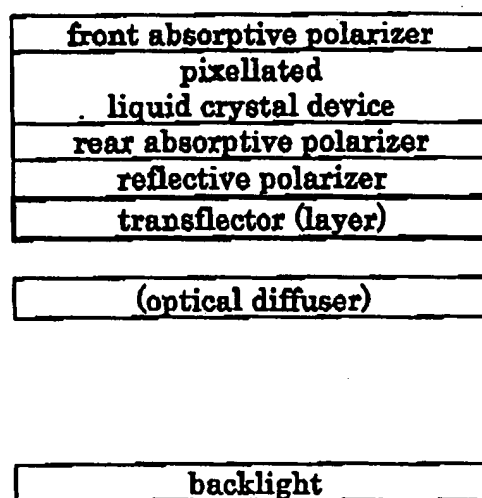 front absorptive polarizer
pixellated
liquid crystal device
rear absorptive polarizer
reflective polarizer
transflector (layer)
(optical diffuser)
backlight